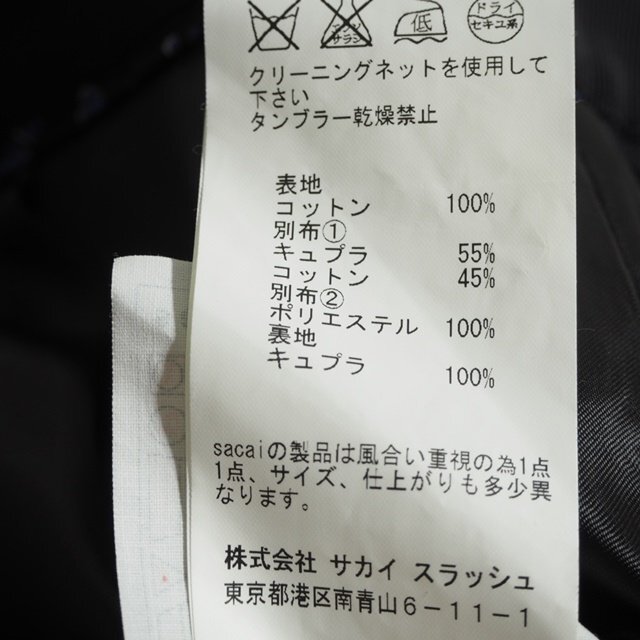 エンソ サラシ 低 ドライ
セキユ系
クリーニングネットを使用して
下さい
タンブラー乾燥禁止
表地
コットン 100%
別布①
キュプラ 55%
コットン 45%
別布②
ポリエステル 100%
裏地
キュプラ 100%
sacaiの製品は風合い重視の為1点
1点、サイズ、仕上がりも多少異
なります。
株式会社 サカイ スラッシュ
東京都港区南青山6-11-1